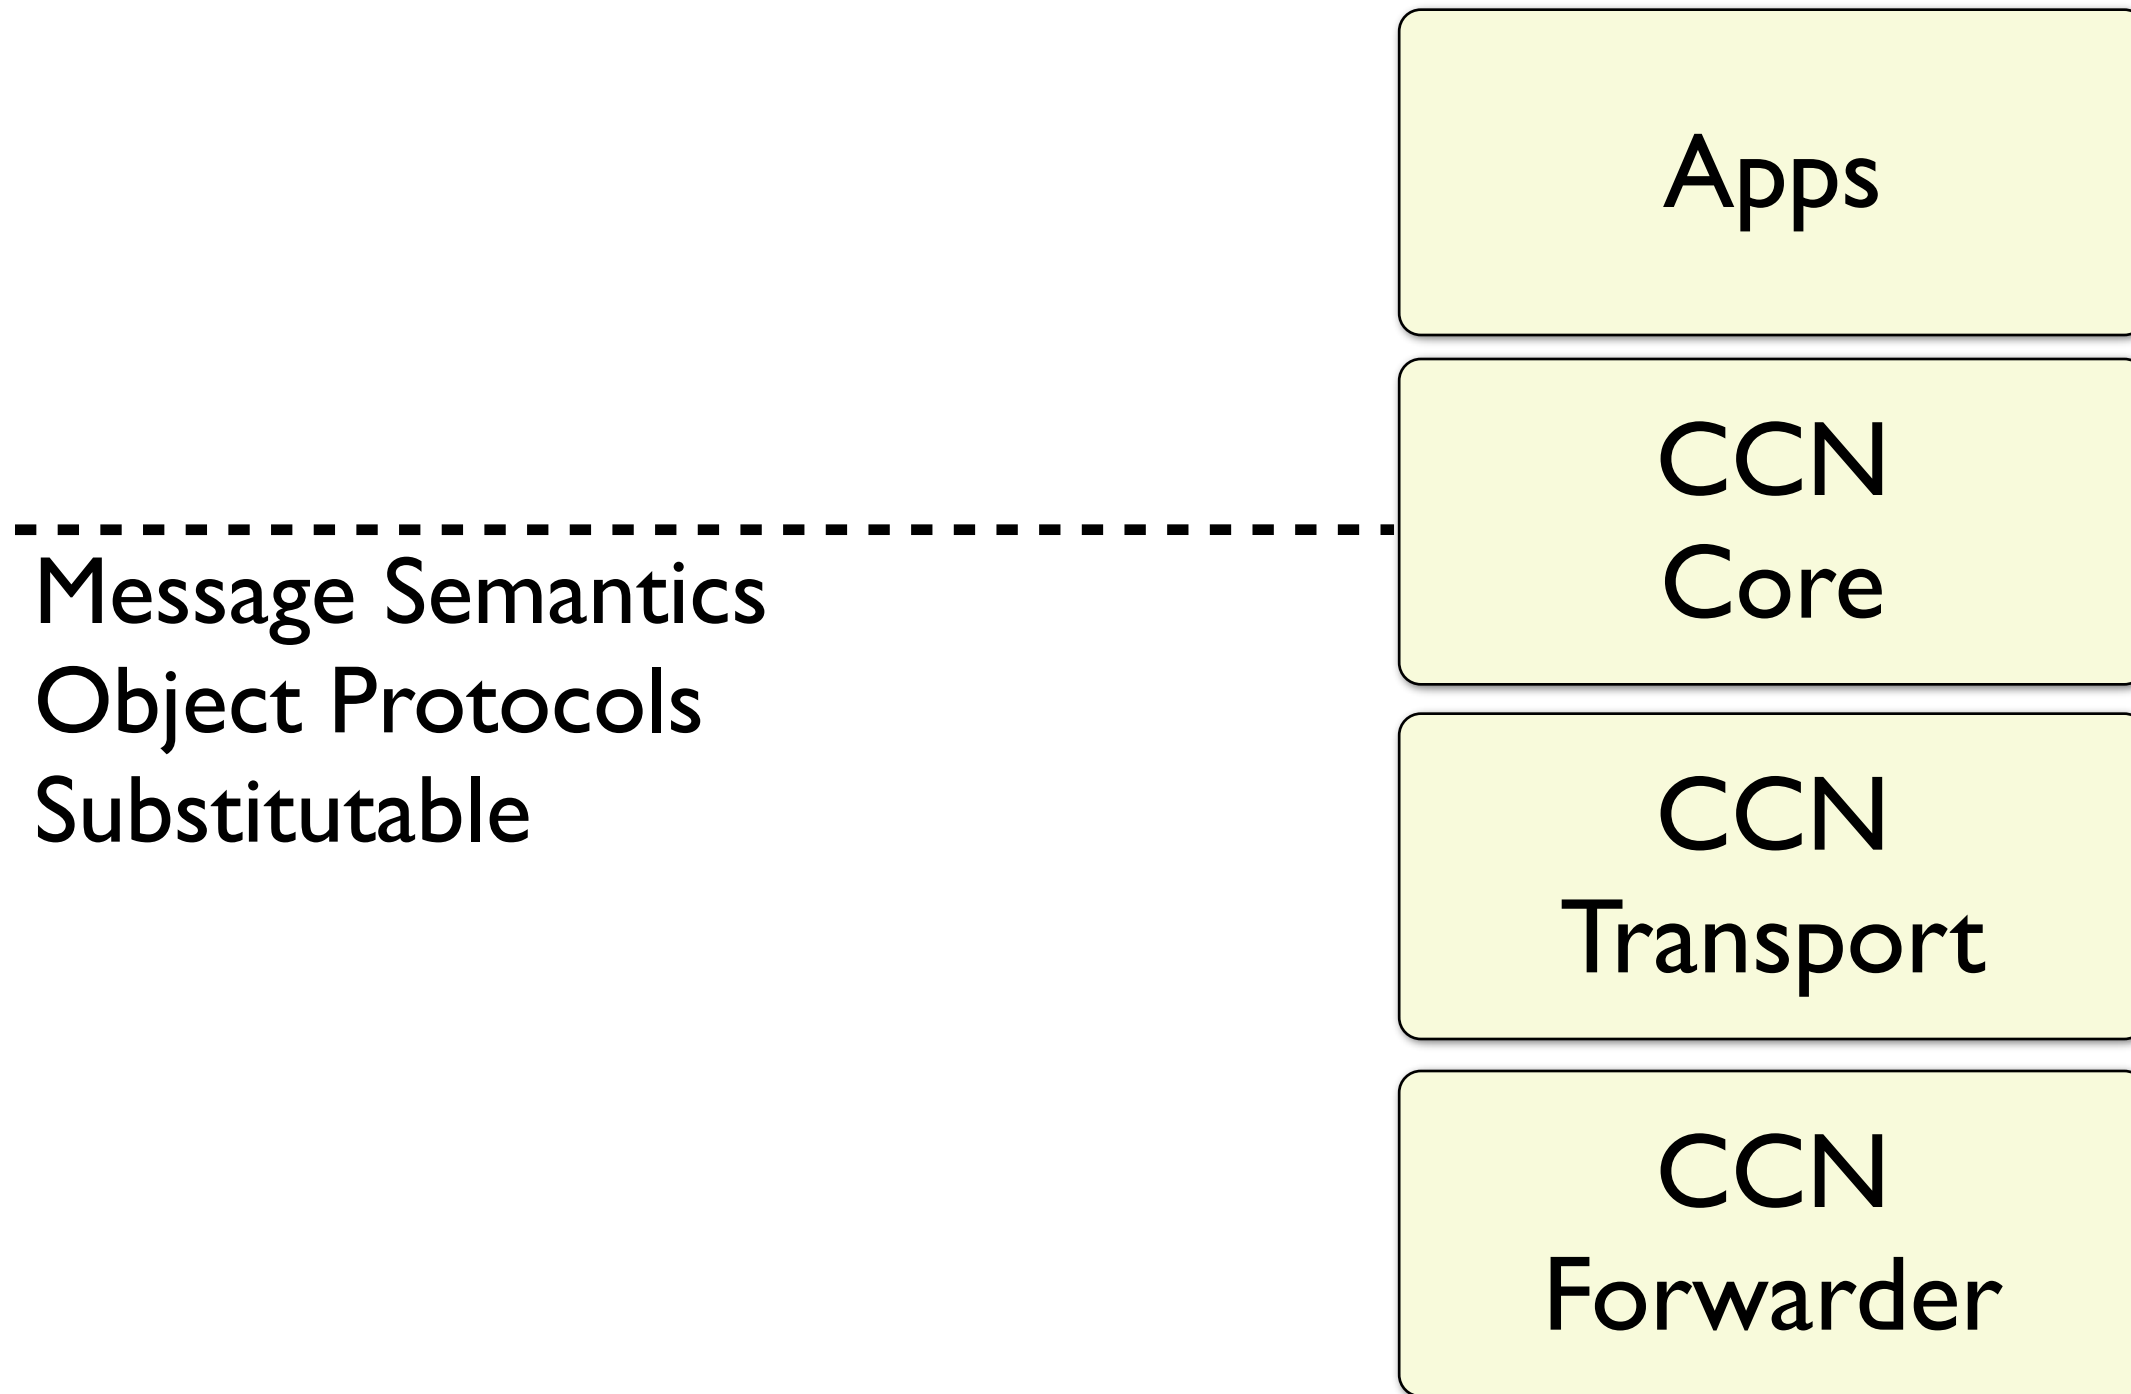 Apps
CCN
Core
Message Semantics
Object Protocols
Substitutable
CCN
Transport
CCN
Forwarder